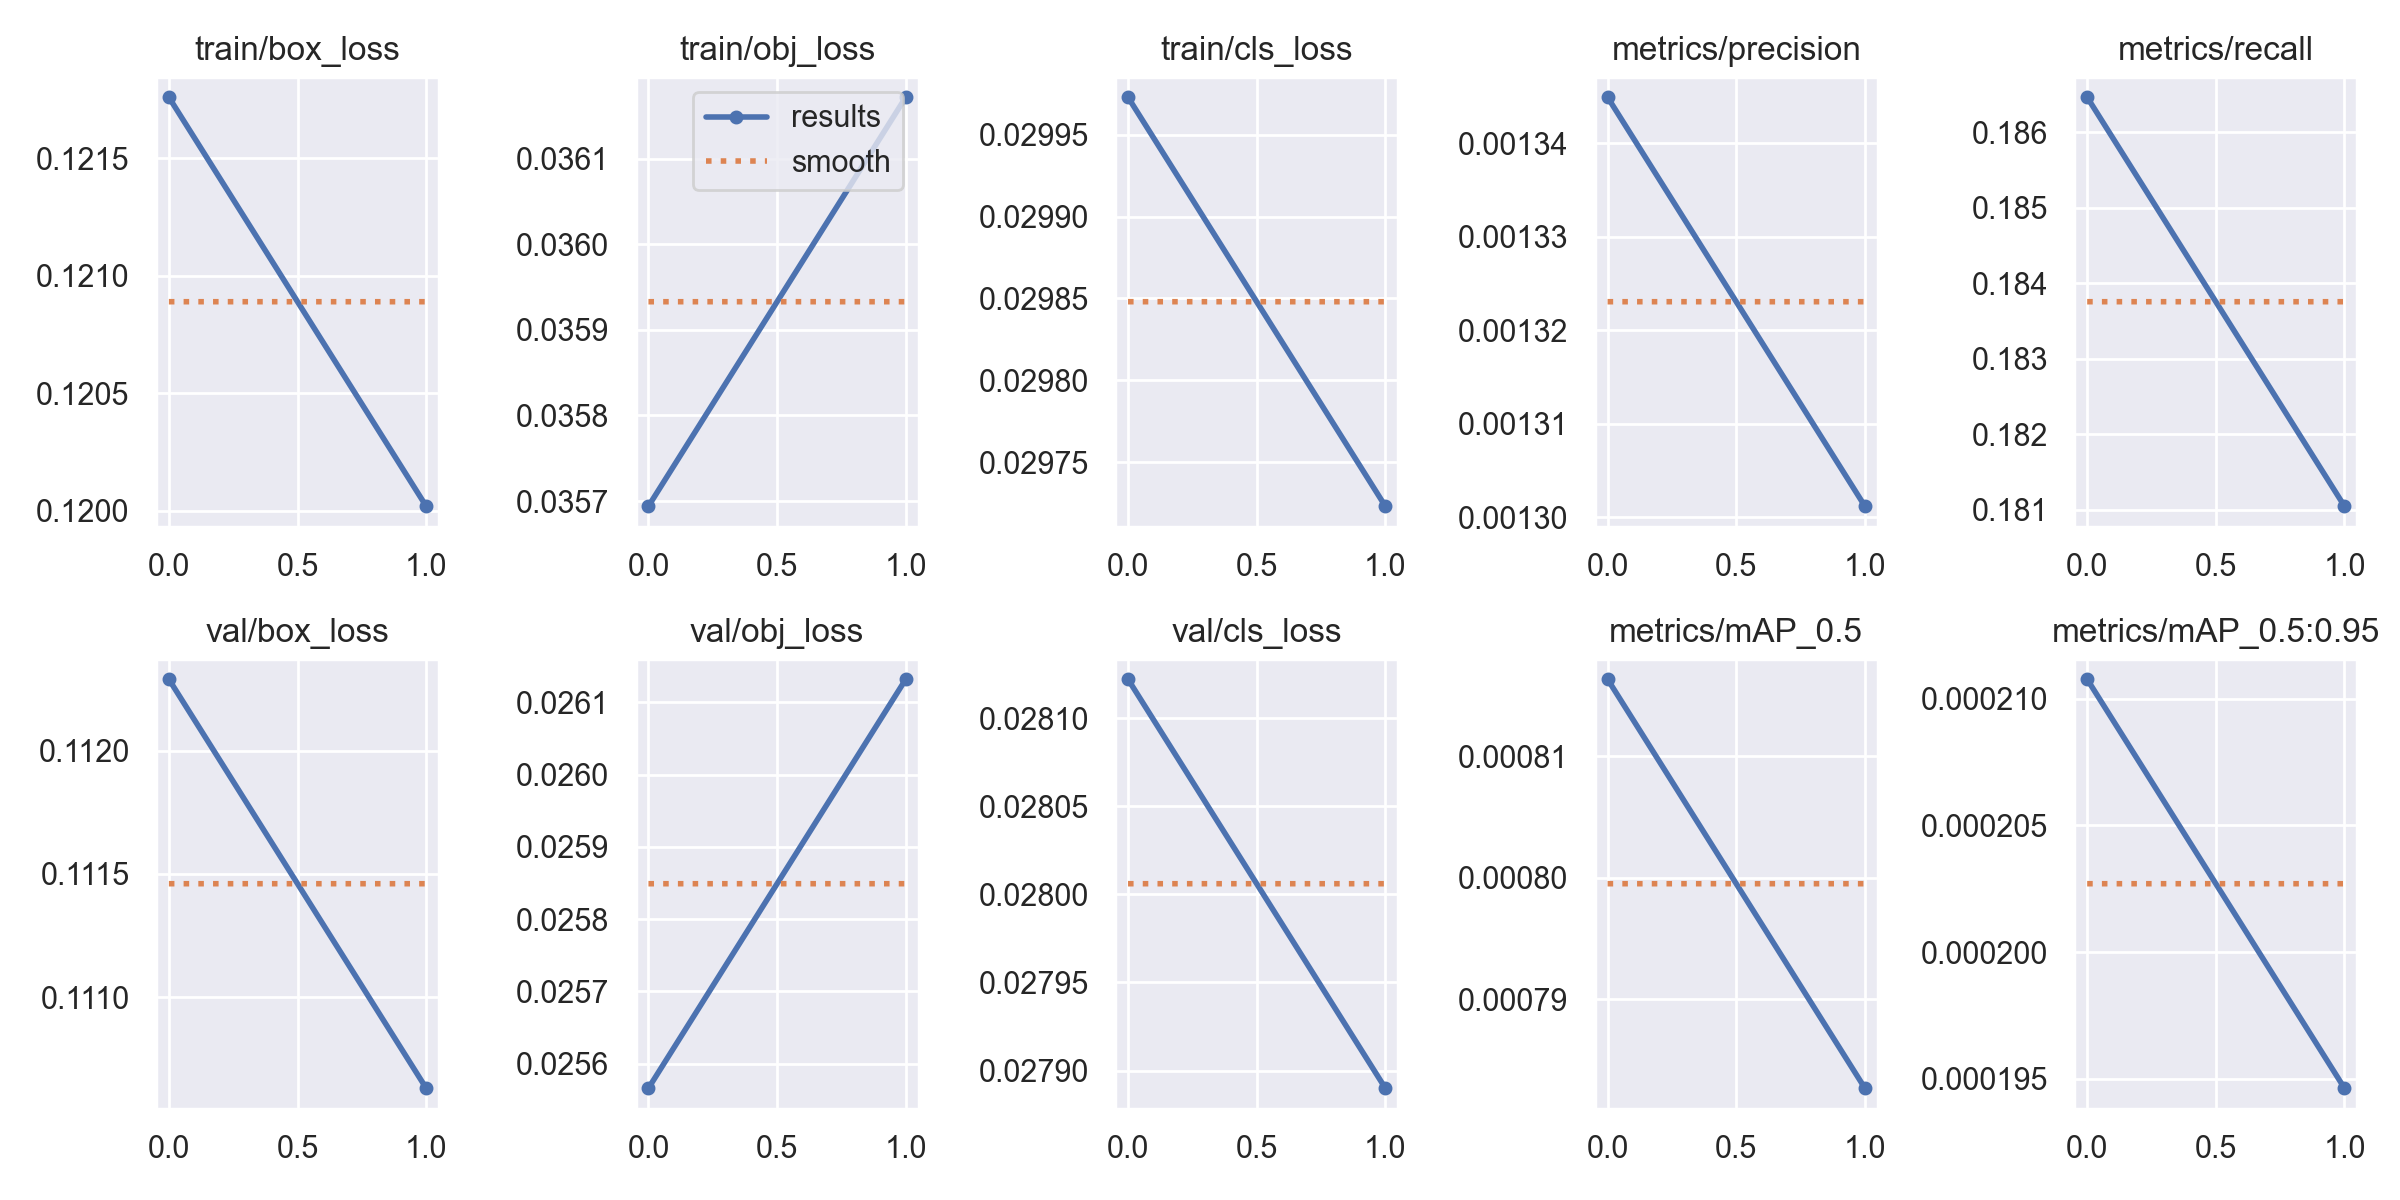 train/box_loss
0.1215
0.1210
0.1205
0.1200
0.0 0.5 1.0
train/obj_loss
results
smooth
0.0361
0.0360
0.0359
0.0358
0.0357
0.0 0.5 1.0
train/cls_loss
0.02995
0.02990
0.02985
0.02980
0.02975
0.0 0.5 1.0
metrics/precision
0.00134
0.00133
0.00132
0.00131
0.00130
0.0 0.5 1.0
metrics/recall
0.186
0.185
0.184
0.183
0.182
0.181
0.0 0.5 1.0
val/box_loss
0.1120
0.1115
0.1110
0.0 0.5 1.0
val/obj_loss
0.0261
0.0260
0.0259
0.0258
0.0257
0.0256
0.0 0.5 1.0
val/cls_loss
0.02810
0.02805
0.02800
0.02795
0.02790
0.0 0.5 1.0
metrics/mAP_0.5
0.00081
0.00080
0.00079
0.0 0.5 1.0
metrics/mAP_0.5:0.95
0.000210
0.000205
0.000200
0.000195
0.0 0.5 1.0